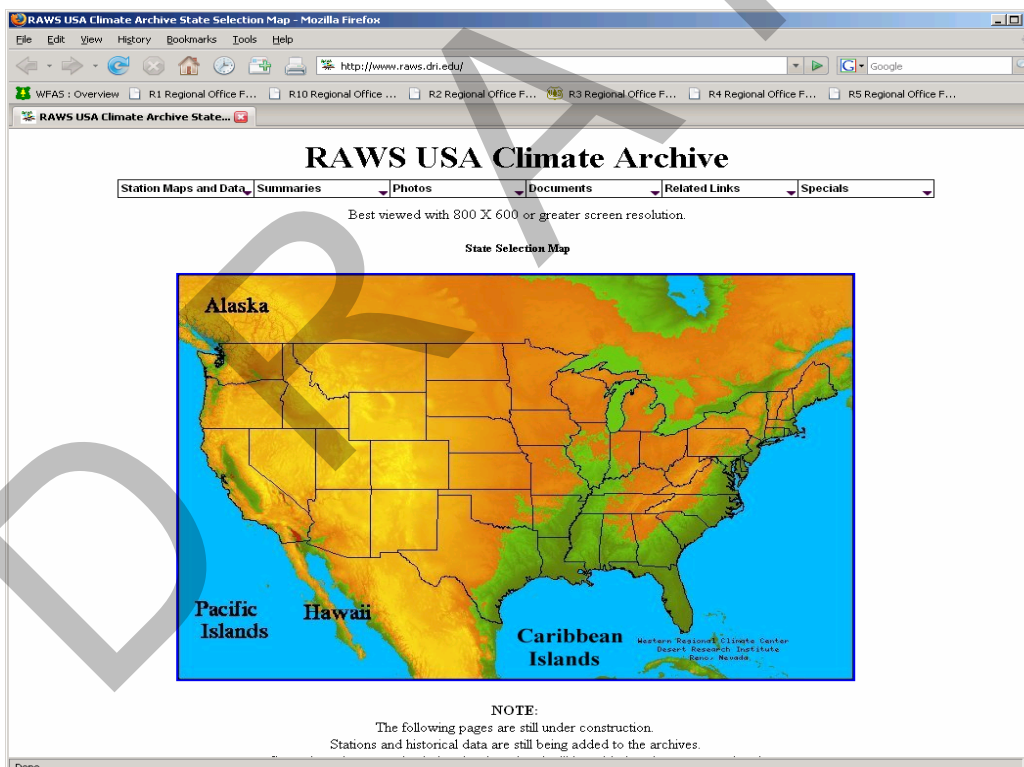 RAWS USA Climate Archive State Selection Map - Mozilla Firefox
File Edit View History Bookmarks Tools Help
http://www.raws.dri.edu/ G Google
WFAS : Overview R1 Regional Office F... R10 Regional Office ... R2 Regional Office F... R3 Regional Office F... R4 Regional Office F... R5 Regional Office F...
RAWS USA Climate Archive State...
RAWS USA Climate Archive
Station Maps and Data Summaries Photos Documents Related Links Specials
Best viewed with 800 X 600 or greater screen resolution.
State Selection Map
Alaska
Pacific
Islands
Hawaii
Caribbean
Islands
Western Regional Climate Center
Desert Research Institute
Reno, Nevada.
NOTE:
The following pages are still under construction.
Stations and historical data are still being added to the archives.
Done
DRA